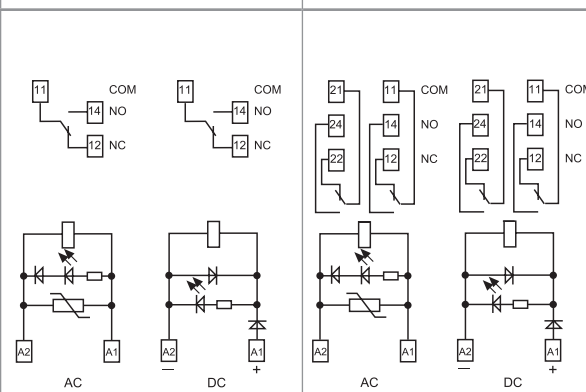 11 COM 11 COM 21 11 COM 21 11 COM
14 NO 14 NO 24 14 NO 24 14 NO
12 NC 12 NC 22 12 NC 22 12 NC
A2 A1 A2 A1 A2 A1 A2 A1
— + — +
AC DC AC DC